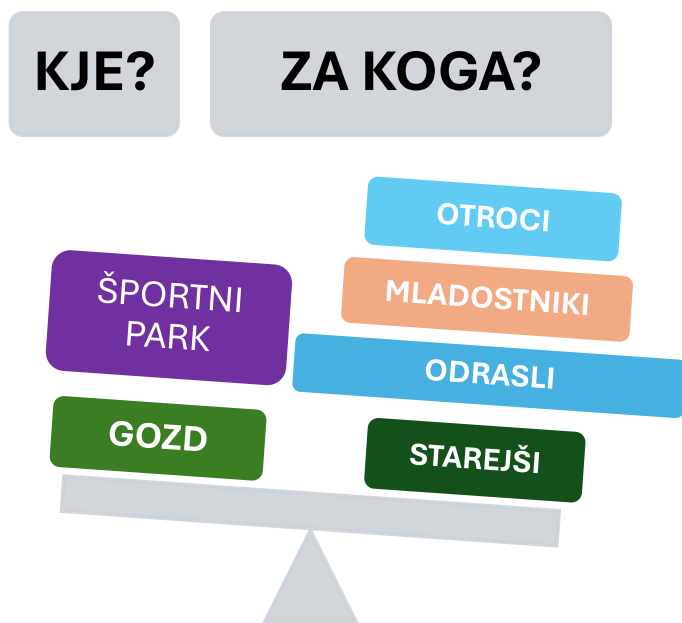 KJE?
ZA KOGA?
OTROCI
MLADOSTNIKI
ODRASLI
STAREJŠI
ŠPORTNI
PARK
GOZD